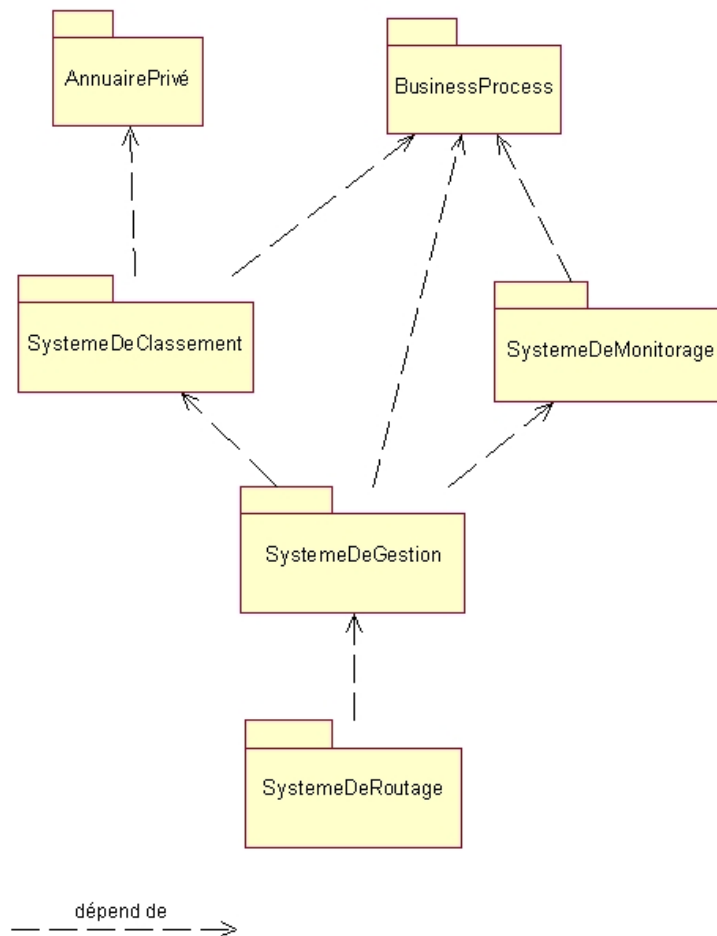 AnnuairePrivé
BusinessProcess
SystemeDeClassement
SystemeDeMonitorage
SystemeDeGestion
SystemeDeRoutage
dépend de